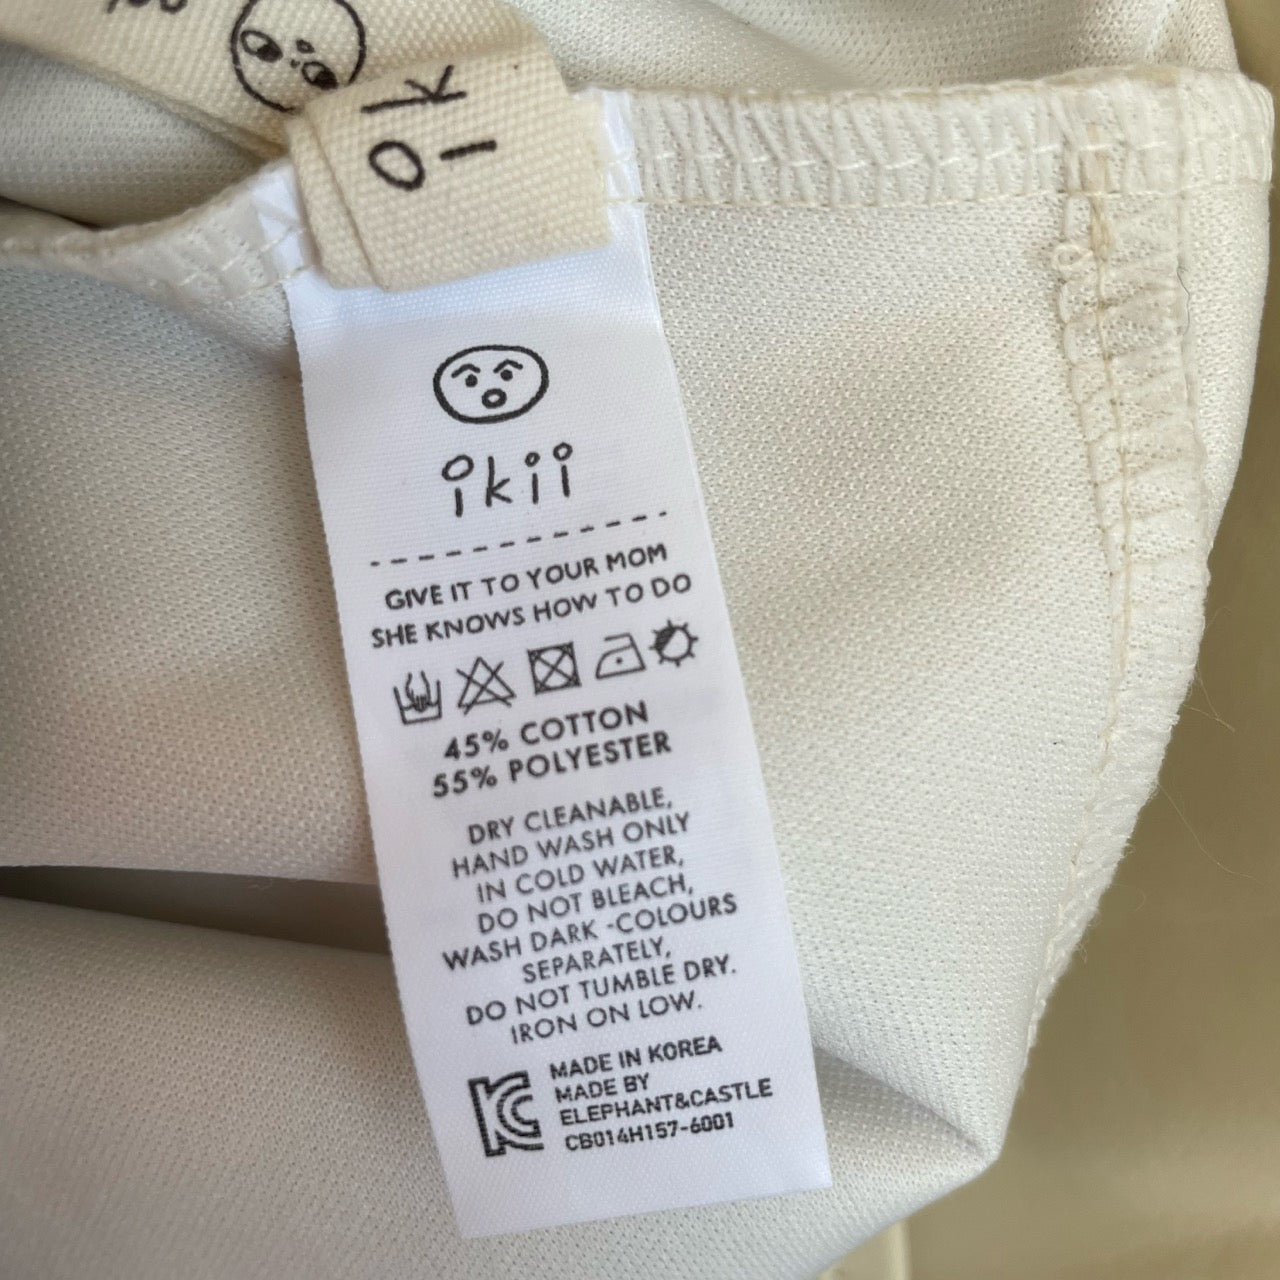 ikii
GIVE IT TO YOUR MOM
SHE KNOWS HOW TO DO
45% COTTON
55% POLYESTER
DRY CLEANABLE,
HAND WASH ONLY
IN COLD WATER,
DO NOT BLEACH,
WASH DARK -COLOURS
SEPARATELY,
DO NOT TUMBLE DRY.
IRON ON LOW.
MADE IN KOREA
MADE BY
ELEPHANT&CASTLE
CB014H157-6001